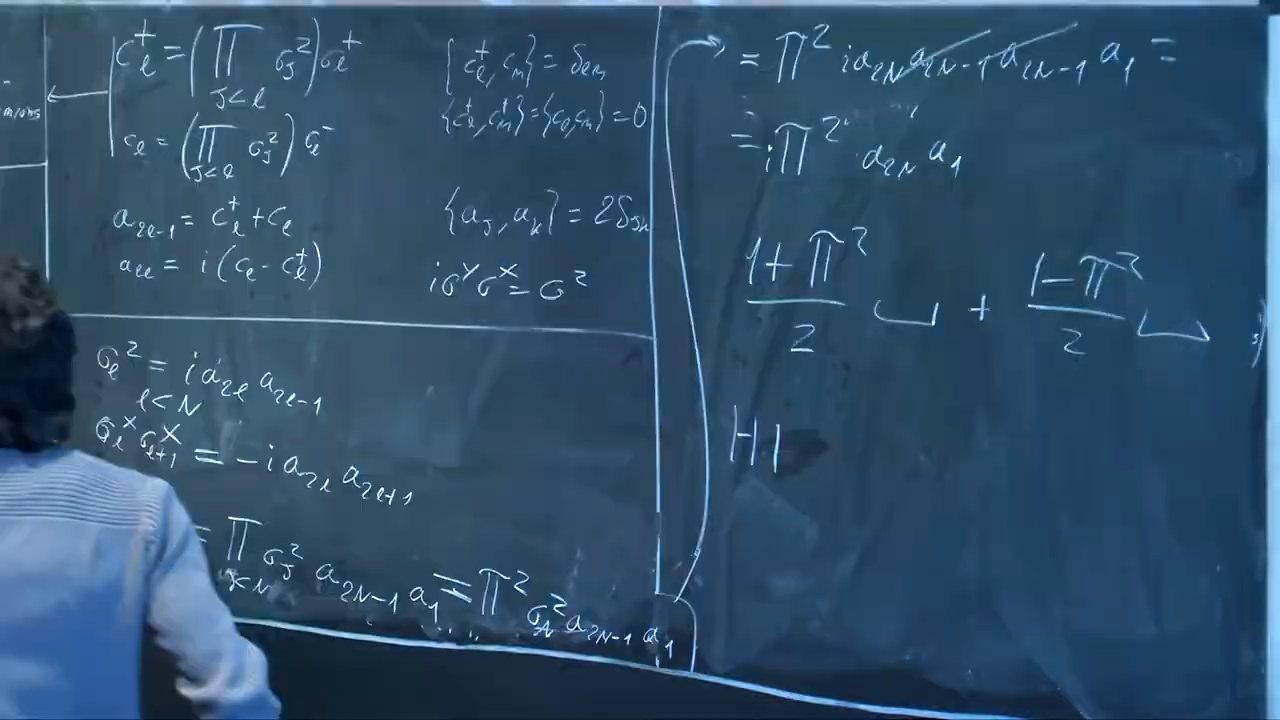 c_ℓ^+ = (∏_{J<ℓ} σ_J^z) σ_ℓ^+
c_ℓ = (∏_{J<ℓ} σ_J^z) σ_ℓ^-
a_{2ℓ-1} = c_ℓ^+ + c_ℓ
a_{2ℓ} = i(c_ℓ - c_ℓ^+)
{c_ℓ^+, c_m} = δ_{ℓm}
{c_ℓ^+, c_m^+} = {c_ℓ, c_m} = 0
{a_J, a_k} = 2δ_{Jk}
iσ^y σ^x = σ^z
σ_ℓ^z = i a_{2ℓ} a_{2ℓ-1}
ℓ<N
σ_ℓ^x σ_{ℓ+1}^x = -i a_{2ℓ} a_{2ℓ+1}
= ∏_{J<N} σ_J^z a_{2N-1} a_1 = Π^z σ_N^z a_{2N-1} a_1
= Π^z i a_{2N} a_{2N-1} a_{2N-1} a_1 =
= i Π^z a_{2N} a_1
(1+Π^z)/2 ⎵ + (1-Π^z)/2 ⎵
H